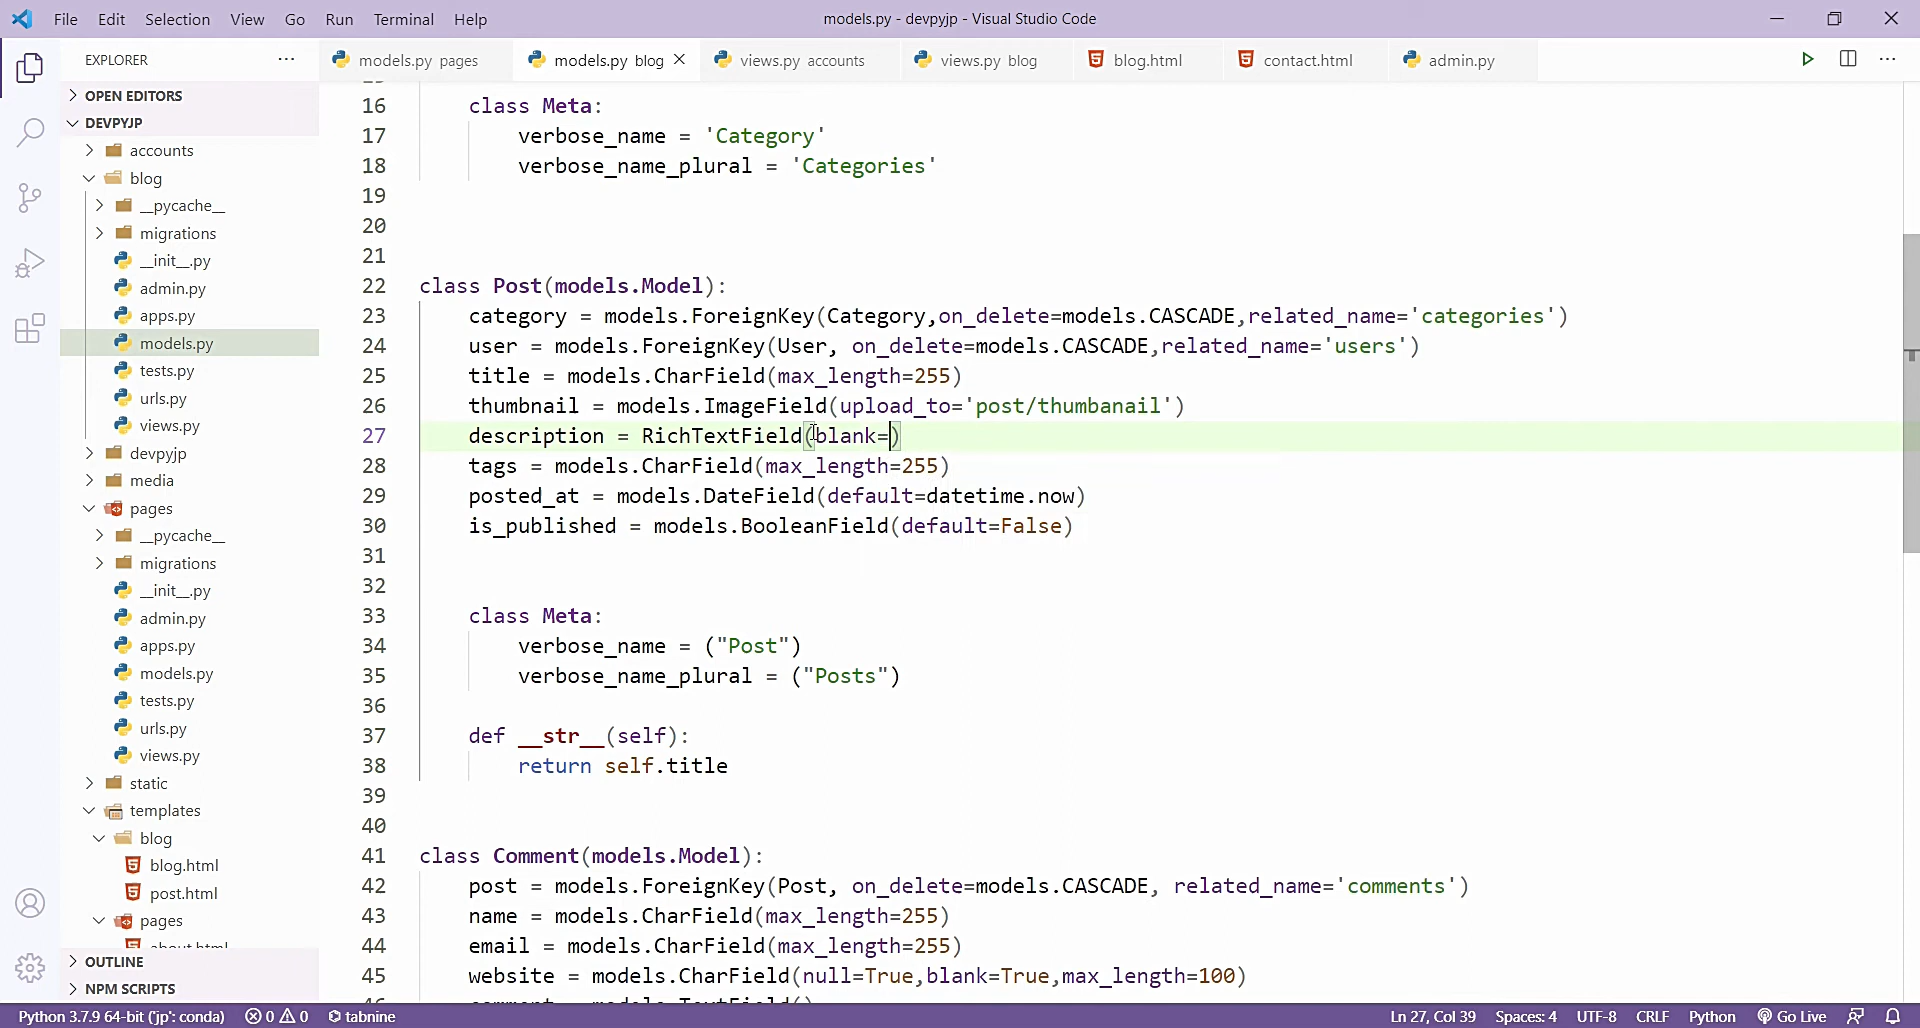 File Edit Selection View Go Run Terminal Help
models.py - devpyjp - Visual Studio Code
EXPLORER
models.py pages
models.py blog
views.py accounts
views.py blog
blog.html
contact.html
admin.py
OPEN EDITORS
DEVPYJP
accounts
blog
__pycache__
migrations
__init__.py
admin.py
apps.py
models.py
tests.py
urls.py
views.py
devpyjp
media
pages
__pycache__
migrations
__init__.py
admin.py
apps.py
models.py
tests.py
urls.py
views.py
static
templates
blog
blog.html
post.html
pages
about.html
OUTLINE
NPM SCRIPTS
16 class Meta:
17 verbose_name = 'Category'
18 verbose_name_plural = 'Categories'
19
20
21
22 class Post(models.Model):
23 category = models.ForeignKey(Category,on_delete=models.CASCADE,related_name='categories')
24 user = models.ForeignKey(User, on_delete=models.CASCADE,related_name='users')
25 title = models.CharField(max_length=255)
26 thumbnail = models.ImageField(upload_to='post/thumbanail')
27 description = RichTextField(blank=)
28 tags = models.CharField(max_length=255)
29 posted_at = models.DateField(default=datetime.now)
30 is_published = models.BooleanField(default=False)
31
32
33 class Meta:
34 verbose_name = ("Post")
35 verbose_name_plural = ("Posts")
36
37 def __str__(self):
38 return self.title
39
40
41 class Comment(models.Model):
42 post = models.ForeignKey(Post, on_delete=models.CASCADE, related_name='comments')
43 name = models.CharField(max_length=255)
44 email = models.CharField(max_length=255)
45 website = models.CharField(null=True,blank=True,max_length=100)
comment = models.TextField()
Python 3.7.9 64-bit ('jp': conda) 0 0 tabnine Ln 27, Col 39 Spaces: 4 UTF-8 CRLF Python Go Live